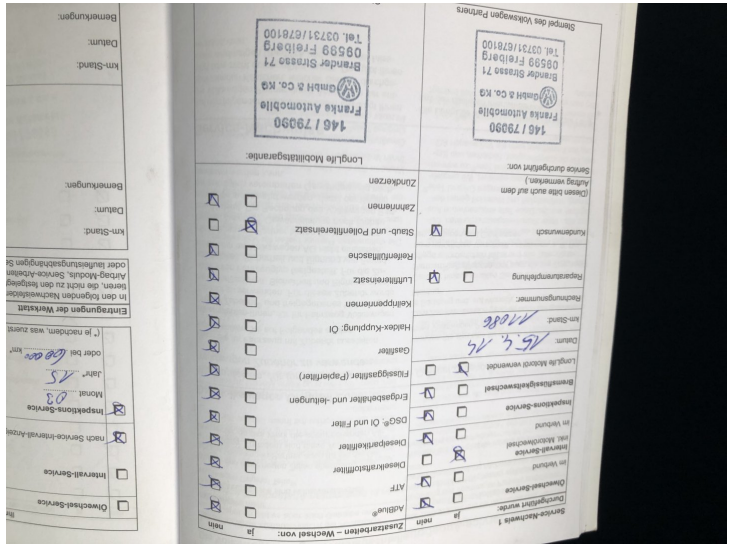 Service-Nachweis 1
Durchgeführt wurde:
ja nein
Ölwechsel-Service
im Verbund
Intervall-Service
inkl. Motorölwechsel
im Verbund
Inspektions-Service
Bremsflüssigkeitswechsel
LongLife Motoröl verwendet
Datum: 15.4.14
km-Stand: 11086
Rechnungsnummer:
Reparaturempfehlung
Kundenwunsch
(Diesen bitte auch auf dem
Auftrag vermerken.)
Service durchgeführt von:
146 / 79090
Franke Automobile
GmbH & Co. KG
Brander Strasse 71
09599 Freiberg
Tel. 03731/678100
Stempel des Volkswagen Partners
Zusatzarbeiten – Wechsel von:
ja nein
AdBlue®
ATF
Dieselkraftstofffilter
Dieselpartikelfilter
DSG®: Öl und Filter
Erdgasbehälter und -leitungen
Flüssiggasfilter (Papierfilter)
Gasfilter
Haldex-Kupplung: Öl
Keilrippenriemen
Luftfiltereinsatz
Reifenfüllflasche
Staub- und Pollenfiltereinsatz
Zahnriemen
Zündkerzen
LongLife Mobilitätsgarantie:
146 / 79090
Franke Automobile
GmbH & Co. KG
Brander Strasse 71
09599 Freiberg
Tel. 03731/678100
Ölwechsel-Service
Intervall-Service
nach Service-Intervall-Anzei
Inspektions-Service
Monat 03
Jahr* 15
oder bei 60000 km*
(* je nachdem, was zuerst
Eintragungen der Werkstatt
In den folgenden Nachweisfelder
tieren, die nicht zu den festgeleg
Airbag-Moduls, Service-Arbeiten
oder laufleistungsabhängigen Se
km-Stand:
Datum:
Bemerkungen:
km-Stand:
Datum:
Bemerkungen: